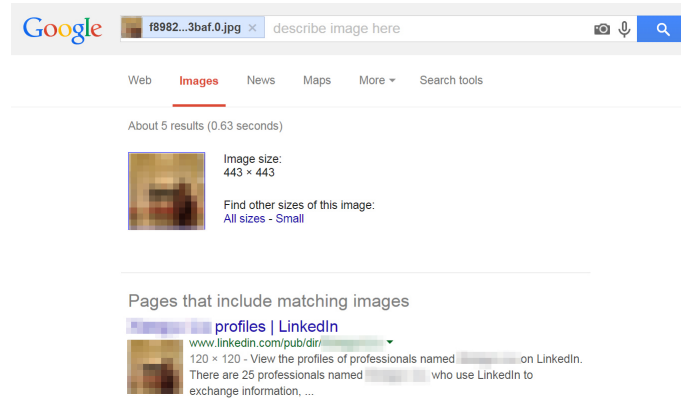 Google f8982...3baf.0.jpg × describe image here
Web Images News Maps More Search tools
About 5 results (0.63 seconds)
Image size:
443 × 443
Find other sizes of this image:
All sizes - Small
Pages that include matching images
profiles | LinkedIn
www.linkedin.com/pub/dir/
120 × 120 - View the profiles of professionals named on LinkedIn.
There are 25 professionals named who use LinkedIn to
exchange information, ...